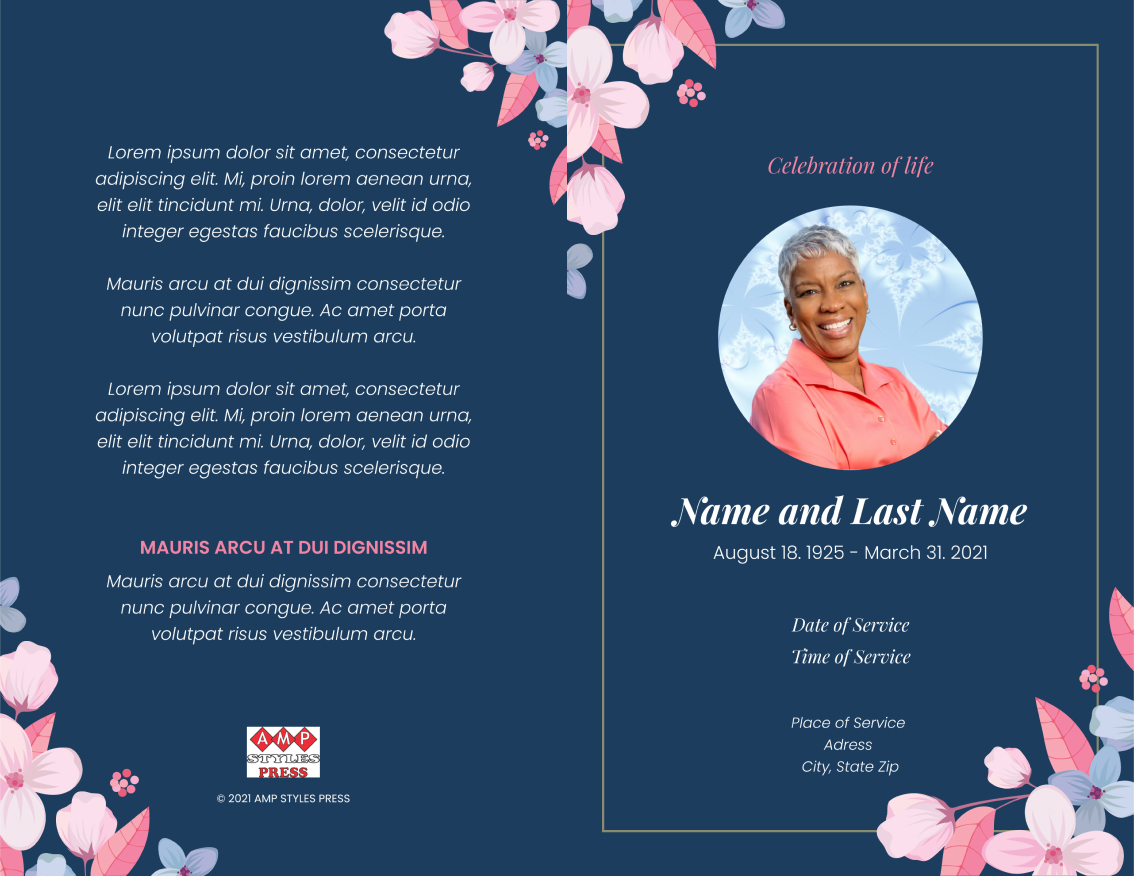 Lorem ipsum dolor sit amet, consectetur
adipiscing elit. Mi, proin lorem aenean urna,
elit elit tincidunt mi. Urna, dolor, velit id odio
integer egestas faucibus scelerisque.
Mauris arcu at dui dignissim consectetur
nunc pulvinar congue. Ac amet porta
volutpat risus vestibulum arcu.
Lorem ipsum dolor sit amet, consectetur
adipiscing elit. Mi, proin lorem aenean urna,
elit elit tincidunt mi. Urna, dolor, velit id odio
integer egestas faucibus scelerisque.
MAURIS ARCU AT DUI DIGNISSIM
Mauris arcu at dui dignissim consectetur
nunc pulvinar congue. Ac amet porta
volutpat risus vestibulum arcu.
AMP
STYLES
PRESS
© 2021 AMP STYLES PRESS
Celebration of life
Name and Last Name
August 18. 1925 - March 31. 2021
Date of Service
Time of Service
Place of Service
Adress
City, State Zip